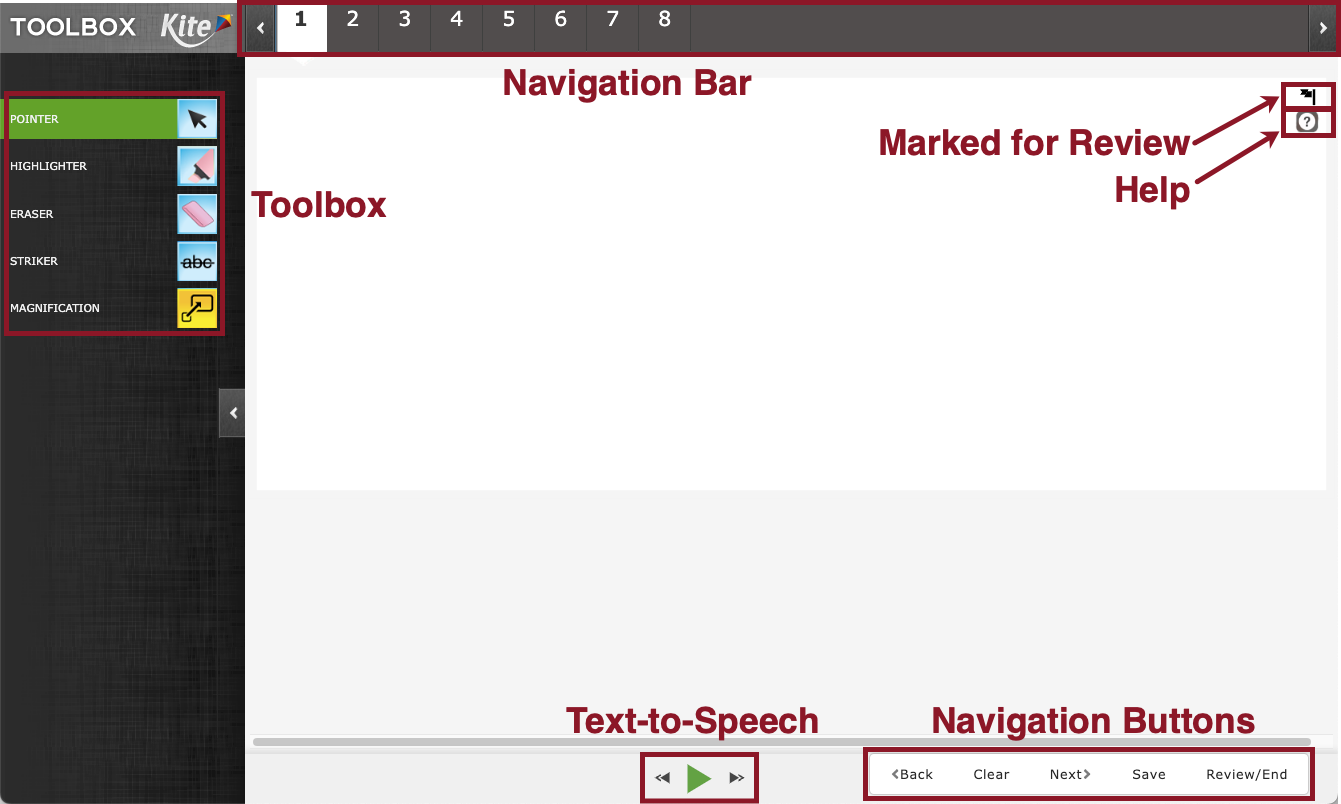 TOOLBOX Kite
1 2 3 4 5 6 7 8
Navigation Bar
POINTER
HIGHLIGHTER
ERASER
STRIKER
abc
MAGNIFICATION
Toolbox
Marked for Review
?
Help
Text-to-Speech
Navigation Buttons
Back Clear Next Save Review/End